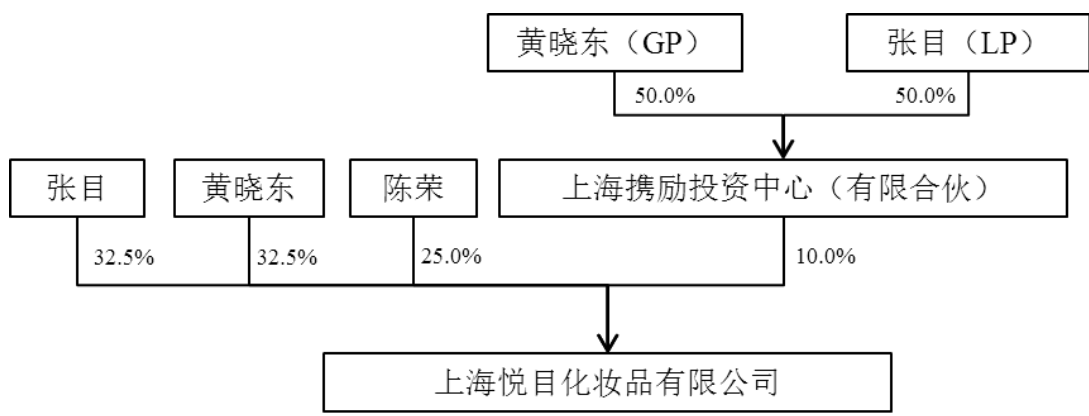 黄晓东（GP）
张目（LP）
50.0%
50.0%
张目
黄晓东
陈荣
上海携励投资中心（有限合伙）
32.5%
32.5%
25.0%
10.0%
上海悦目化妆品有限公司